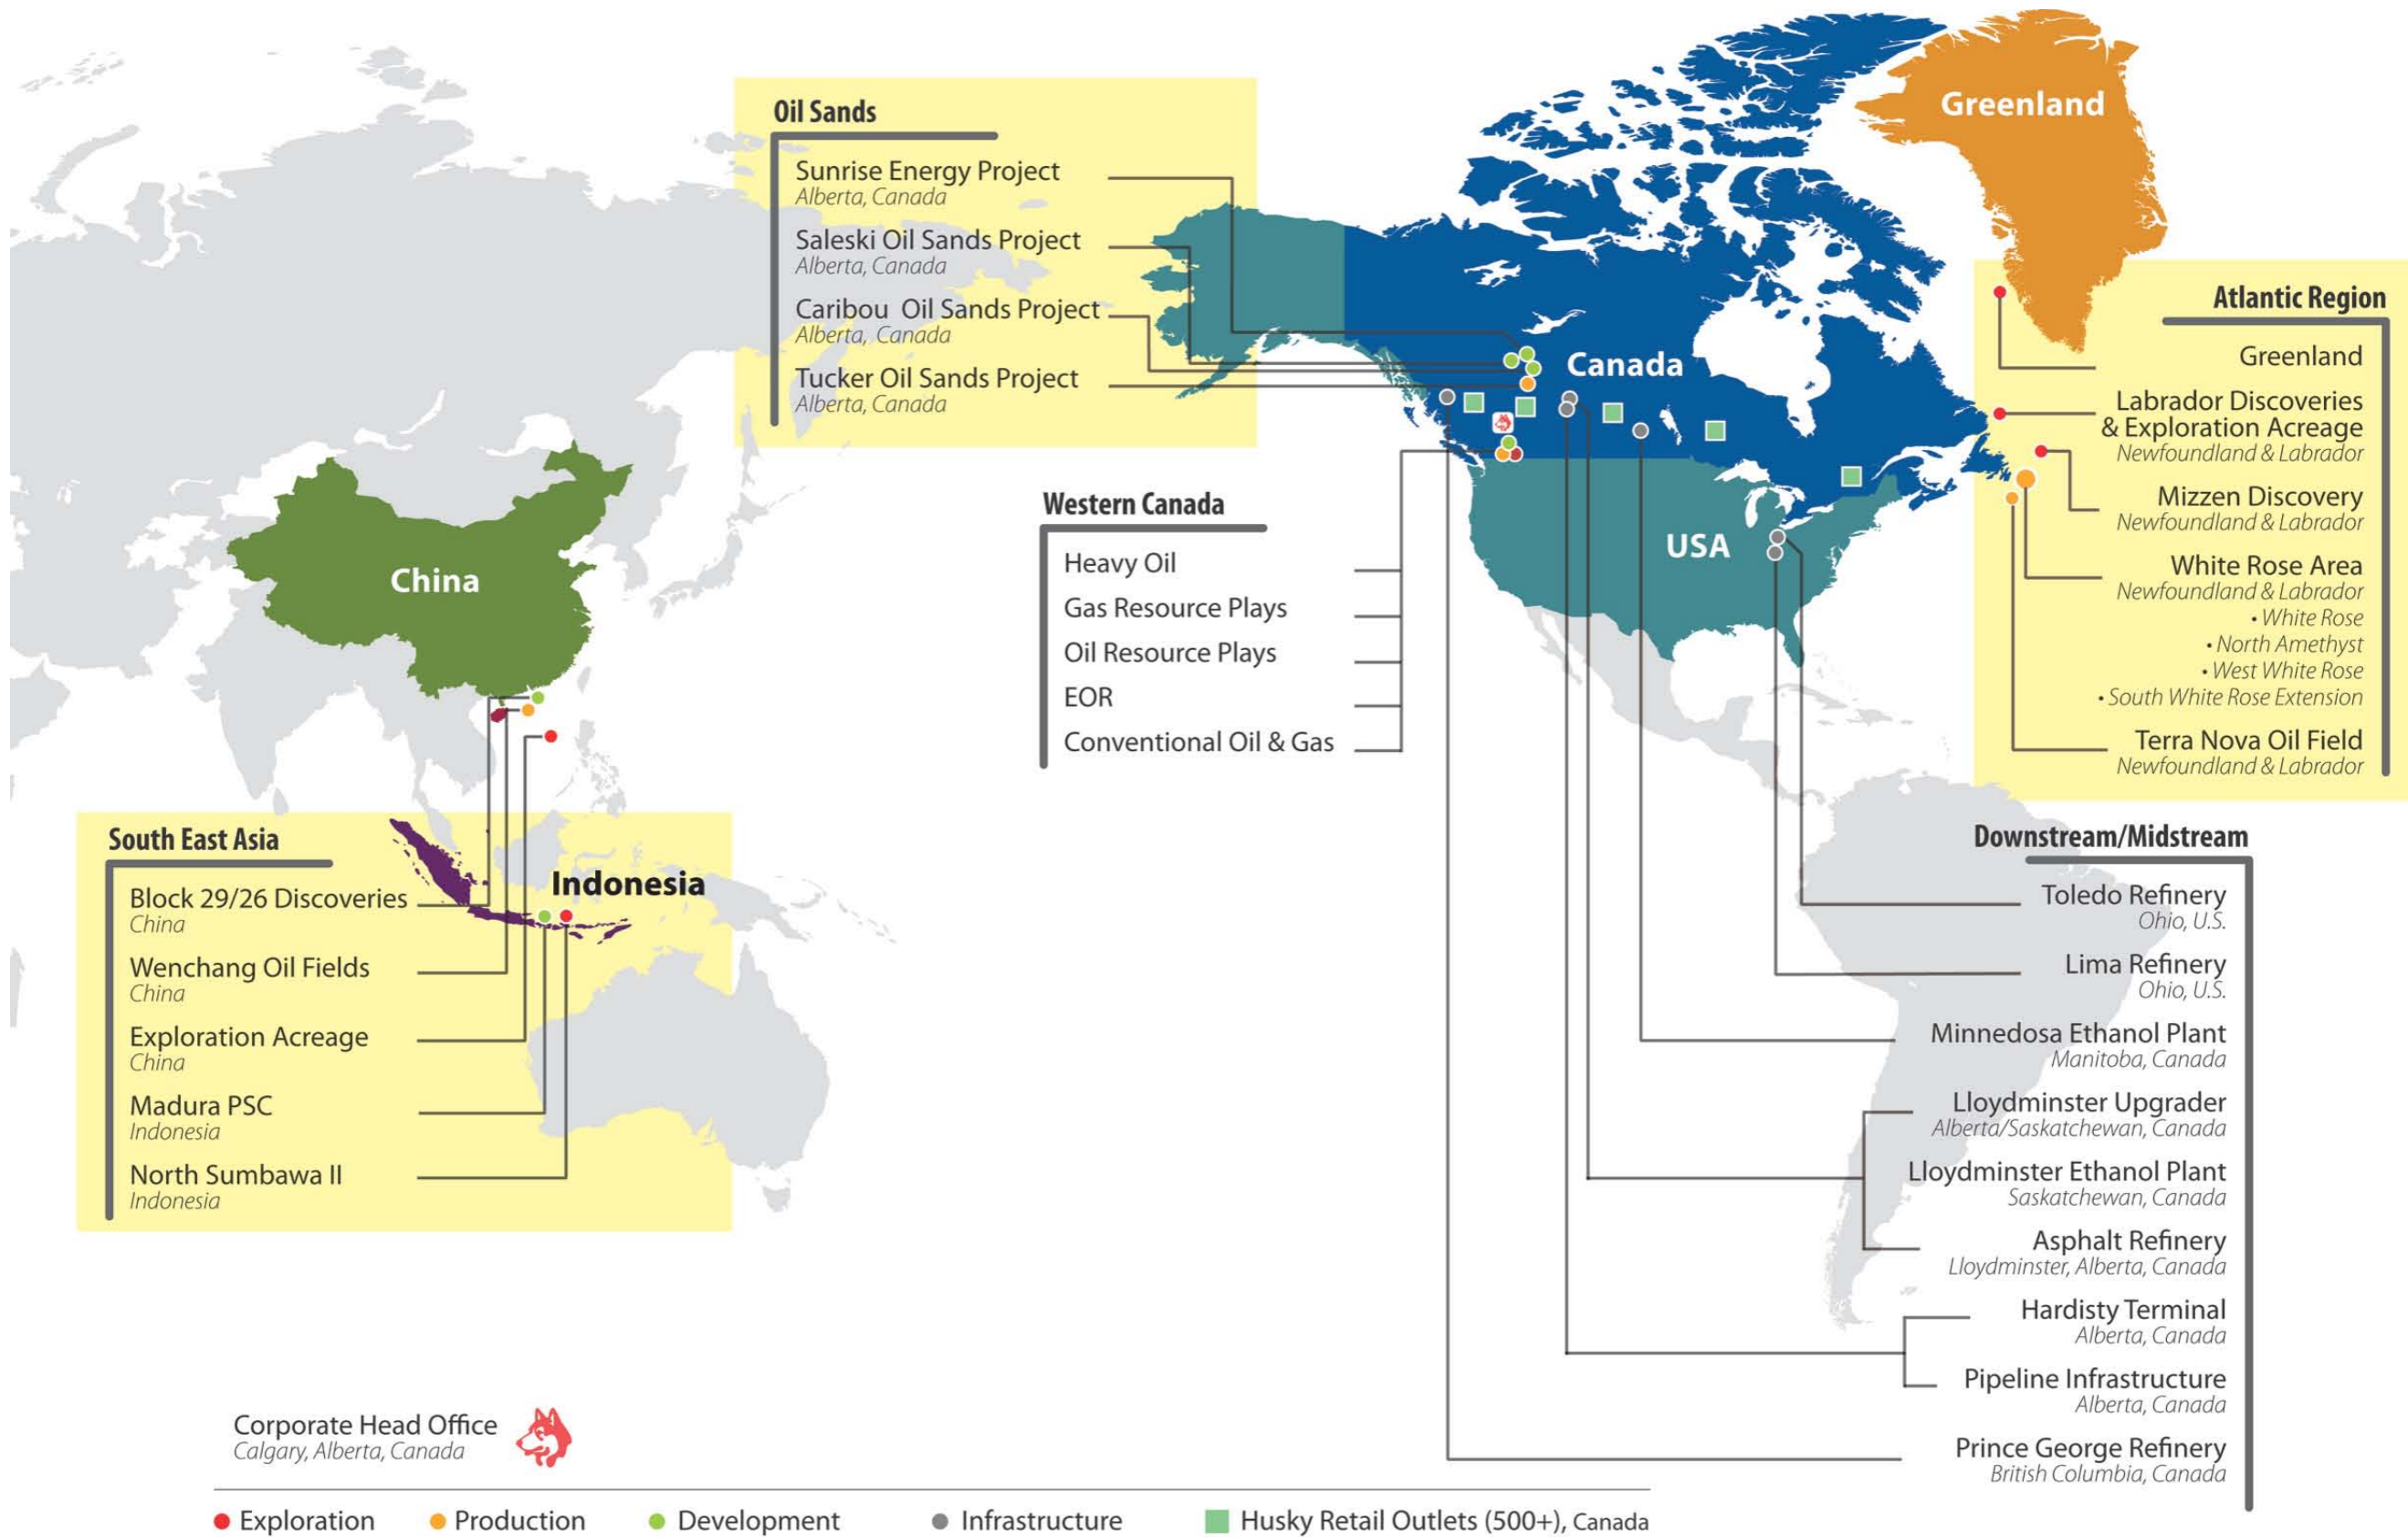 Oil Sands
Sunrise Energy Project
Alberta, Canada
Saleski Oil Sands Project
Alberta, Canada
Caribou Oil Sands Project
Alberta, Canada
Tucker Oil Sands Project
Alberta, Canada
Greenland
Canada
USA
China
Indonesia
Atlantic Region
Greenland
Labrador Discoveries
& Exploration Acreage
Newfoundland & Labrador
Mizzen Discovery
Newfoundland & Labrador
White Rose Area
Newfoundland & Labrador
• White Rose
• North Amethyst
• West White Rose
• South White Rose Extension
Terra Nova Oil Field
Newfoundland & Labrador
Western Canada
Heavy Oil
Gas Resource Plays
Oil Resource Plays
EOR
Conventional Oil & Gas
South East Asia
Block 29/26 Discoveries
China
Wenchang Oil Fields
China
Exploration Acreage
China
Madura PSC
Indonesia
North Sumbawa II
Indonesia
Downstream/Midstream
Toledo Refinery
Ohio, U.S.
Lima Refinery
Ohio, U.S.
Minnedosa Ethanol Plant
Manitoba, Canada
Lloydminster Upgrader
Alberta/Saskatchewan, Canada
Lloydminster Ethanol Plant
Saskatchewan, Canada
Asphalt Refinery
Lloydminster, Alberta, Canada
Hardisty Terminal
Alberta, Canada
Pipeline Infrastructure
Alberta, Canada
Prince George Refinery
British Columbia, Canada
Corporate Head Office
Calgary, Alberta, Canada
Exploration
Production
Development
Infrastructure
Husky Retail Outlets (500+), Canada